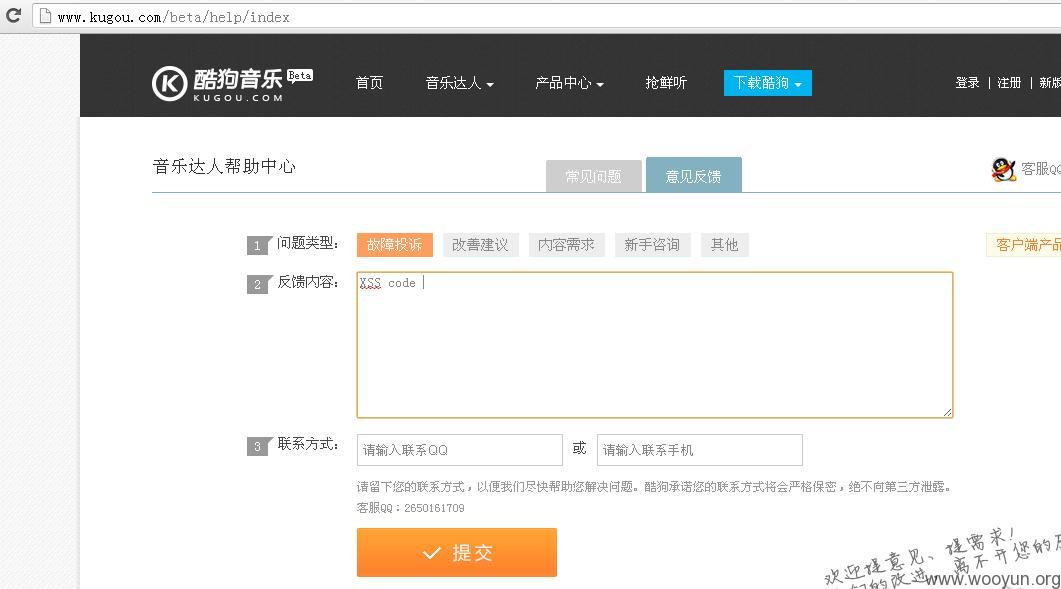 www.kugou.com/beta/help/index
酷狗音乐 Beta
KUGOU.COM
首页 音乐达人 产品中心 抢鲜听 下载酷狗 登录 | 注册 | 新版
音乐达人帮助中心 常见问题 意见反馈 客服QQ
1 问题类型: 故障投诉 改善建议 内容需求 新手咨询 其他 客户端产品
2 反馈内容: XSS code
3 联系方式: 请输入联系QQ 或 请输入联系手机
请留下您的联系方式，以便我们尽快帮助您解决问题。酷狗承诺您的联系方式将会严格保密，绝不向第三方泄露。
客服QQ：2650161709
提交
欢迎提意见、提需求!
们的改进，离不开您的反
www.wooyun.org